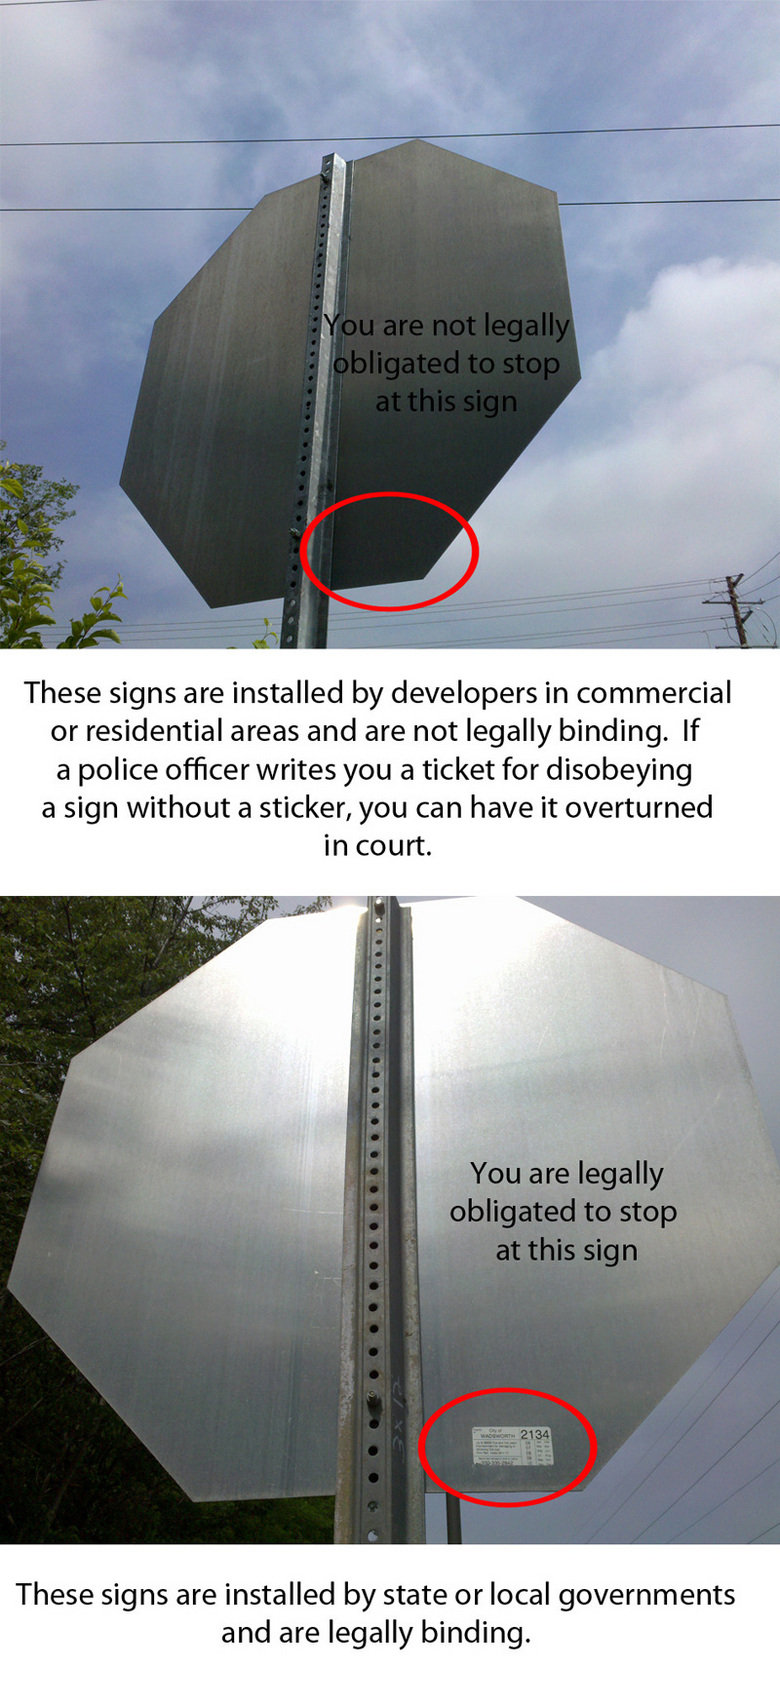 You are not legally
obligated to stop
at this sign
These signs are installed by developers in commercial
or residential areas and are not legally binding.  If
a police officer writes you a ticket for disobeying
a sign without a sticker, you can have it overturned
in court.
You are legally
obligated to stop
at this sign
3 x 12
City of
WADSWORTH 2134
These signs are installed by state or local governments
and are legally binding.